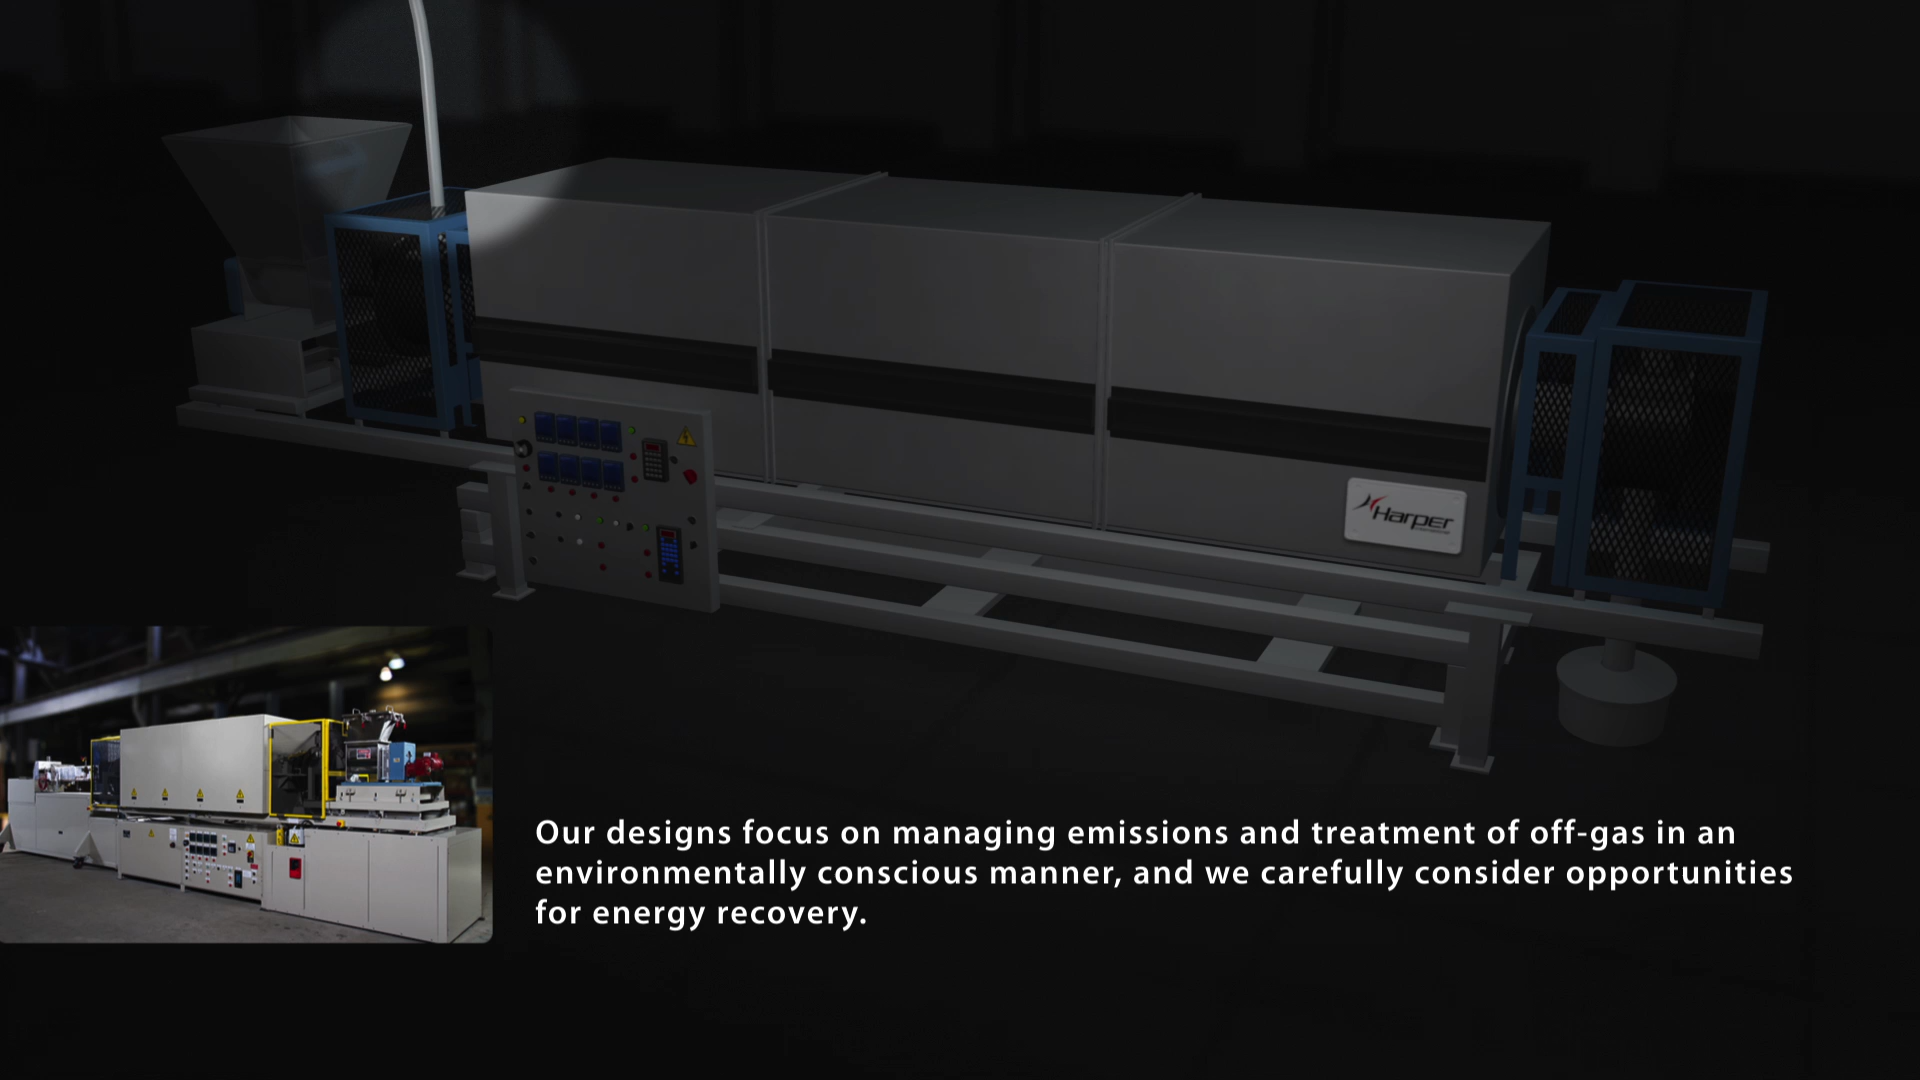 Harper
Our designs focus on managing emissions and treatment of off-gas in an
environmentally conscious manner, and we carefully consider opportunities
for energy recovery.